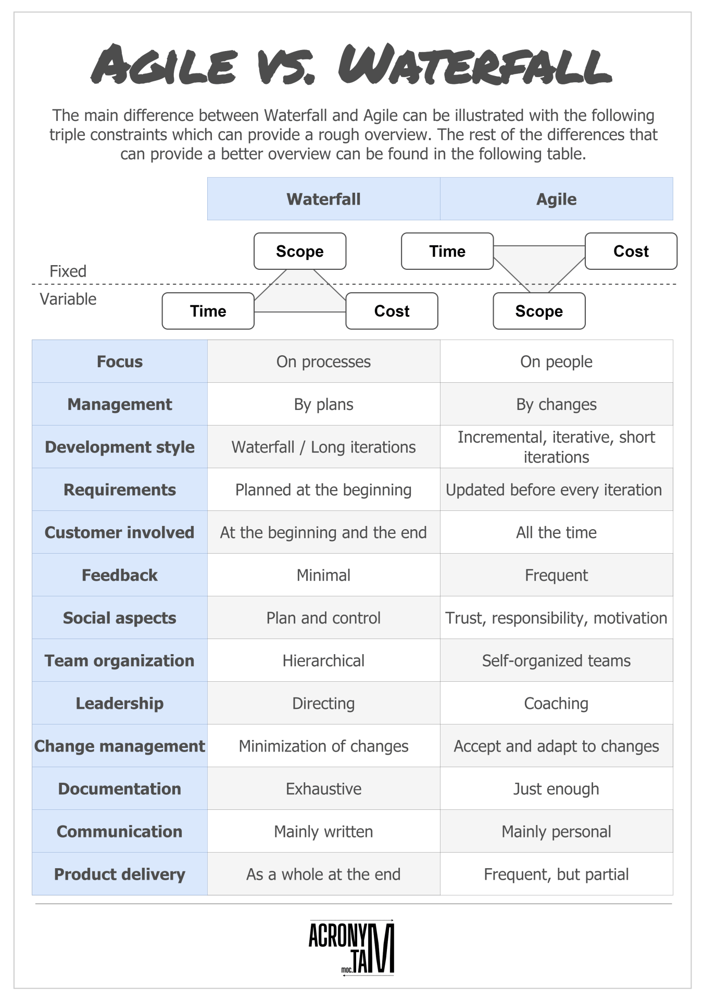 AGILE VS. WATERFALL
The main difference between Waterfall and Agile can be illustrated with the following
triple constraints which can provide a rough overview. The rest of the differences that
can provide a better overview can be found in the following table.
Waterfall Agile
Scope Time Cost
Fixed
Variable
Time Cost Scope
Focus On processes On people
Management By plans By changes
Development style Waterfall / Long iterations Incremental, iterative, short
iterations
Requirements Planned at the beginning Updated before every iteration
Customer involved At the beginning and the end All the time
Feedback Minimal Frequent
Social aspects Plan and control Trust, responsibility, motivation
Team organization Hierarchical Self-organized teams
Leadership Directing Coaching
Change management Minimization of changes Accept and adapt to changes
Documentation Exhaustive Just enough
Communication Mainly written Mainly personal
Product delivery As a whole at the end Frequent, but partial
ACRONYM
moc.TA